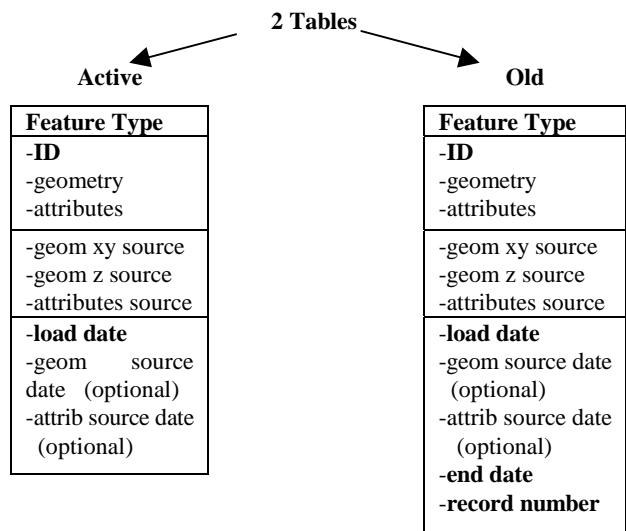 2 Tables
Active
Feature Type
-ID
-geometry
-attributes
-geom xy source
-geom z source
-attributes source
-load date
-geom source
date (optional)
-attrib source date
(optional)
Old
Feature Type
-ID
-geometry
-attributes
-geom xy source
-geom z source
-attributes source
-load date
-geom source date
(optional)
-attrib source date
(optional)
-end date
-record number